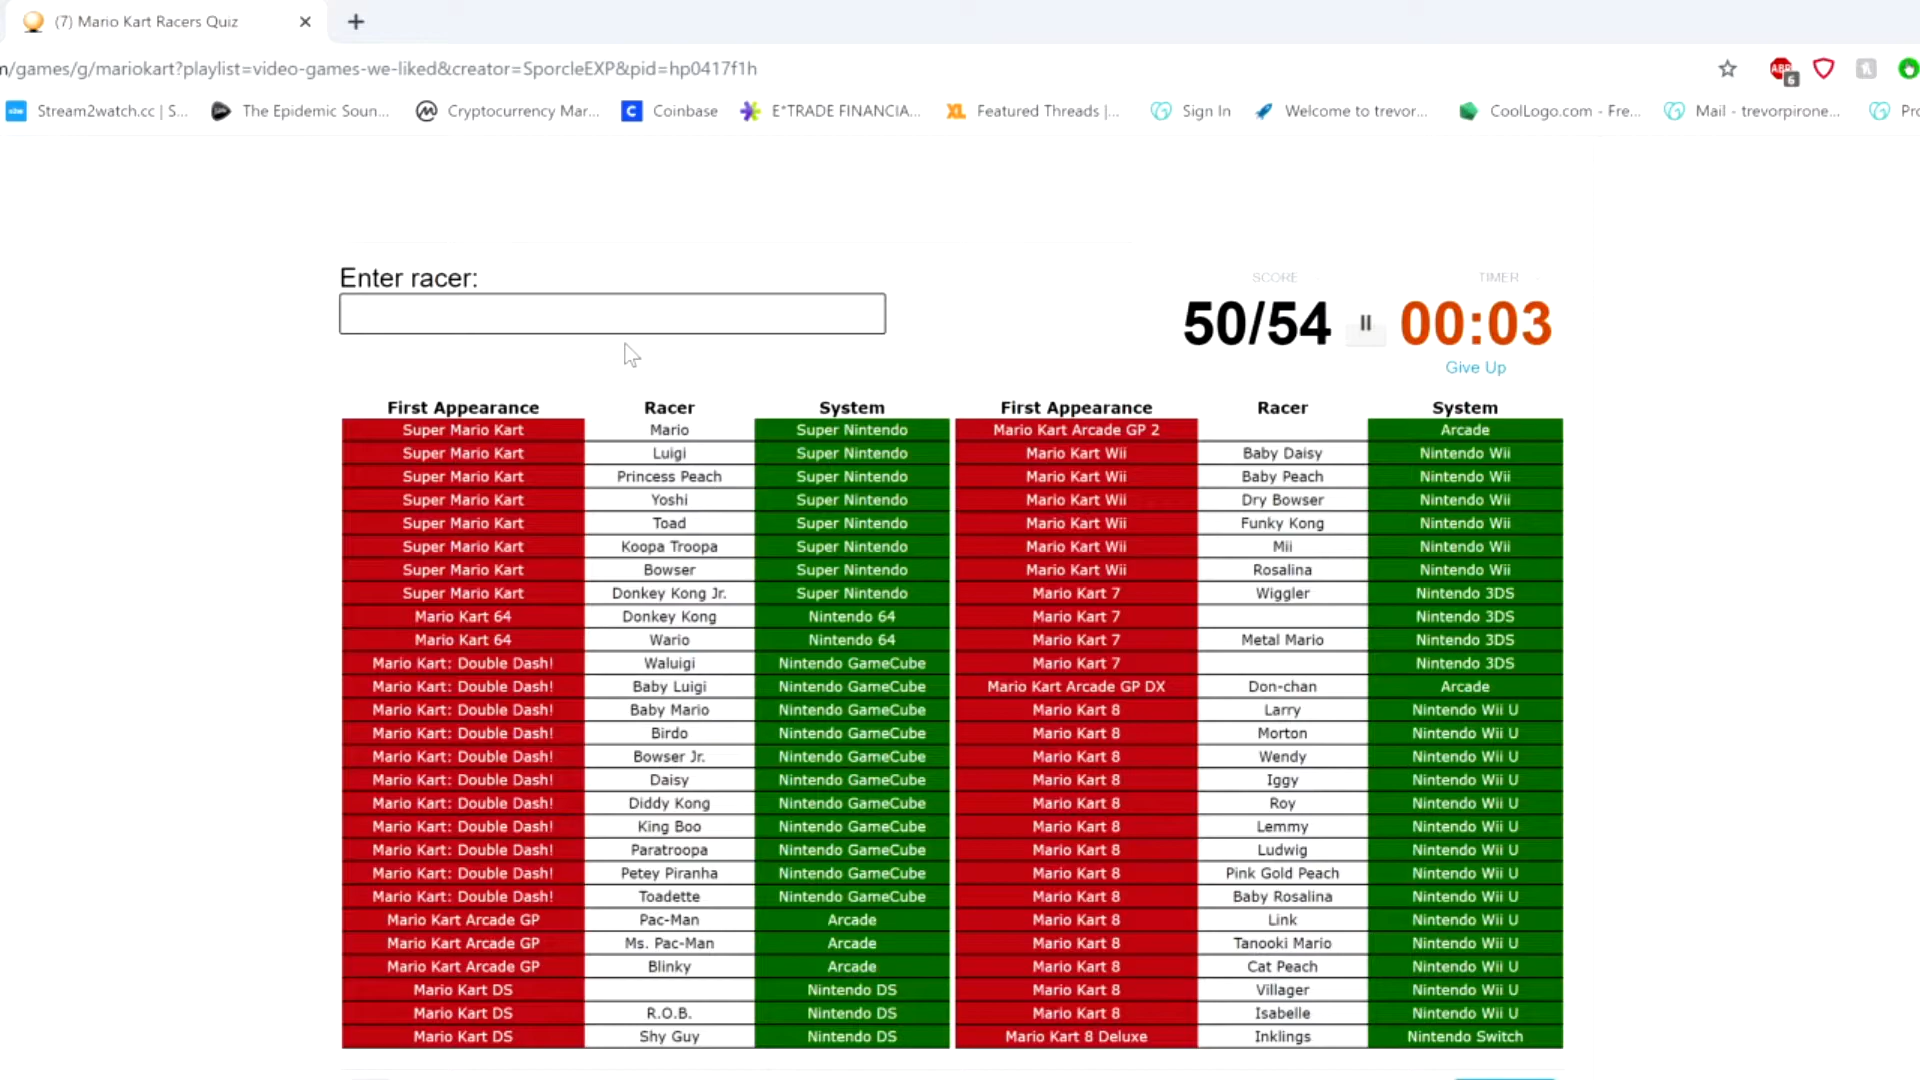 (7) Mario Kart Racers Quiz
/games/g/mariokart?playlist=video-games-we-liked&creator=SporcleEXP&pid=hp0417f1h
ABP 6
Stream2watch.cc | S... The Epidemic Soun... Cryptocurrency Mar... C Coinbase E*TRADE FINANCIA... XL Featured Threads |... Sign In Welcome to trevor... CoolLogo.com - Fre... Mail - trevorpirone...
Enter racer:
SCORE TIMER
50/54 00:03
Give Up
First Appearance Racer System First Appearance Racer System
Super Mario Kart Mario Super Nintendo Mario Kart Arcade GP 2 Arcade
Super Mario Kart Luigi Super Nintendo Mario Kart Wii Baby Daisy Nintendo Wii
Super Mario Kart Princess Peach Super Nintendo Mario Kart Wii Baby Peach Nintendo Wii
Super Mario Kart Yoshi Super Nintendo Mario Kart Wii Dry Bowser Nintendo Wii
Super Mario Kart Toad Super Nintendo Mario Kart Wii Funky Kong Nintendo Wii
Super Mario Kart Koopa Troopa Super Nintendo Mario Kart Wii Mii Nintendo Wii
Super Mario Kart Bowser Super Nintendo Mario Kart Wii Rosalina Nintendo Wii
Super Mario Kart Donkey Kong Jr. Super Nintendo Mario Kart 7 Wiggler Nintendo 3DS
Mario Kart 64 Donkey Kong Nintendo 64 Mario Kart 7 Nintendo 3DS
Mario Kart 64 Wario Nintendo 64 Mario Kart 7 Metal Mario Nintendo 3DS
Mario Kart: Double Dash! Waluigi Nintendo GameCube Mario Kart 7 Nintendo 3DS
Mario Kart: Double Dash! Baby Luigi Nintendo GameCube Mario Kart Arcade GP DX Don-chan Arcade
Mario Kart: Double Dash! Baby Mario Nintendo GameCube Mario Kart 8 Larry Nintendo Wii U
Mario Kart: Double Dash! Birdo Nintendo GameCube Mario Kart 8 Morton Nintendo Wii U
Mario Kart: Double Dash! Bowser Jr. Nintendo GameCube Mario Kart 8 Wendy Nintendo Wii U
Mario Kart: Double Dash! Daisy Nintendo GameCube Mario Kart 8 Iggy Nintendo Wii U
Mario Kart: Double Dash! Diddy Kong Nintendo GameCube Mario Kart 8 Roy Nintendo Wii U
Mario Kart: Double Dash! King Boo Nintendo GameCube Mario Kart 8 Lemmy Nintendo Wii U
Mario Kart: Double Dash! Paratroopa Nintendo GameCube Mario Kart 8 Ludwig Nintendo Wii U
Mario Kart: Double Dash! Petey Piranha Nintendo GameCube Mario Kart 8 Pink Gold Peach Nintendo Wii U
Mario Kart: Double Dash! Toadette Nintendo GameCube Mario Kart 8 Baby Rosalina Nintendo Wii U
Mario Kart Arcade GP Pac-Man Arcade Mario Kart 8 Link Nintendo Wii U
Mario Kart Arcade GP Ms. Pac-Man Arcade Mario Kart 8 Tanooki Mario Nintendo Wii U
Mario Kart Arcade GP Blinky Arcade Mario Kart 8 Cat Peach Nintendo Wii U
Mario Kart DS Nintendo DS Mario Kart 8 Villager Nintendo Wii U
Mario Kart DS R.O.B. Nintendo DS Mario Kart 8 Isabelle Nintendo Wii U
Mario Kart DS Shy Guy Nintendo DS Mario Kart 8 Deluxe Inklings Nintendo Switch